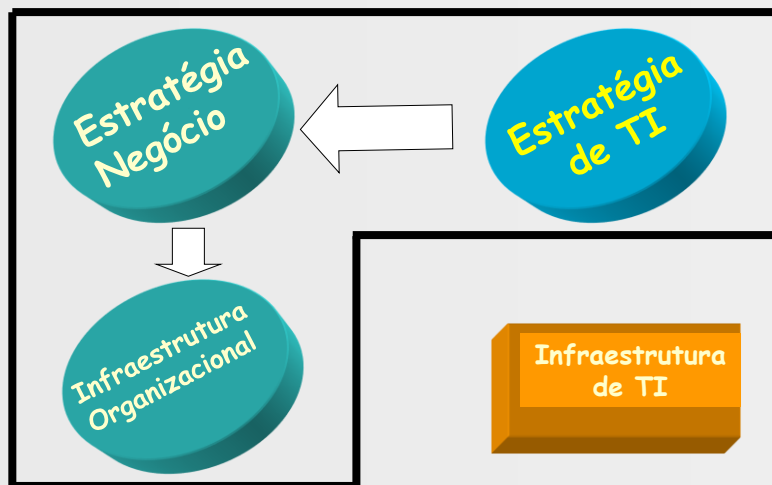 Estratégia
Negócio
Estratégia
de TI
Infraestrutura
Organizacional
Infraestrutura
de TI